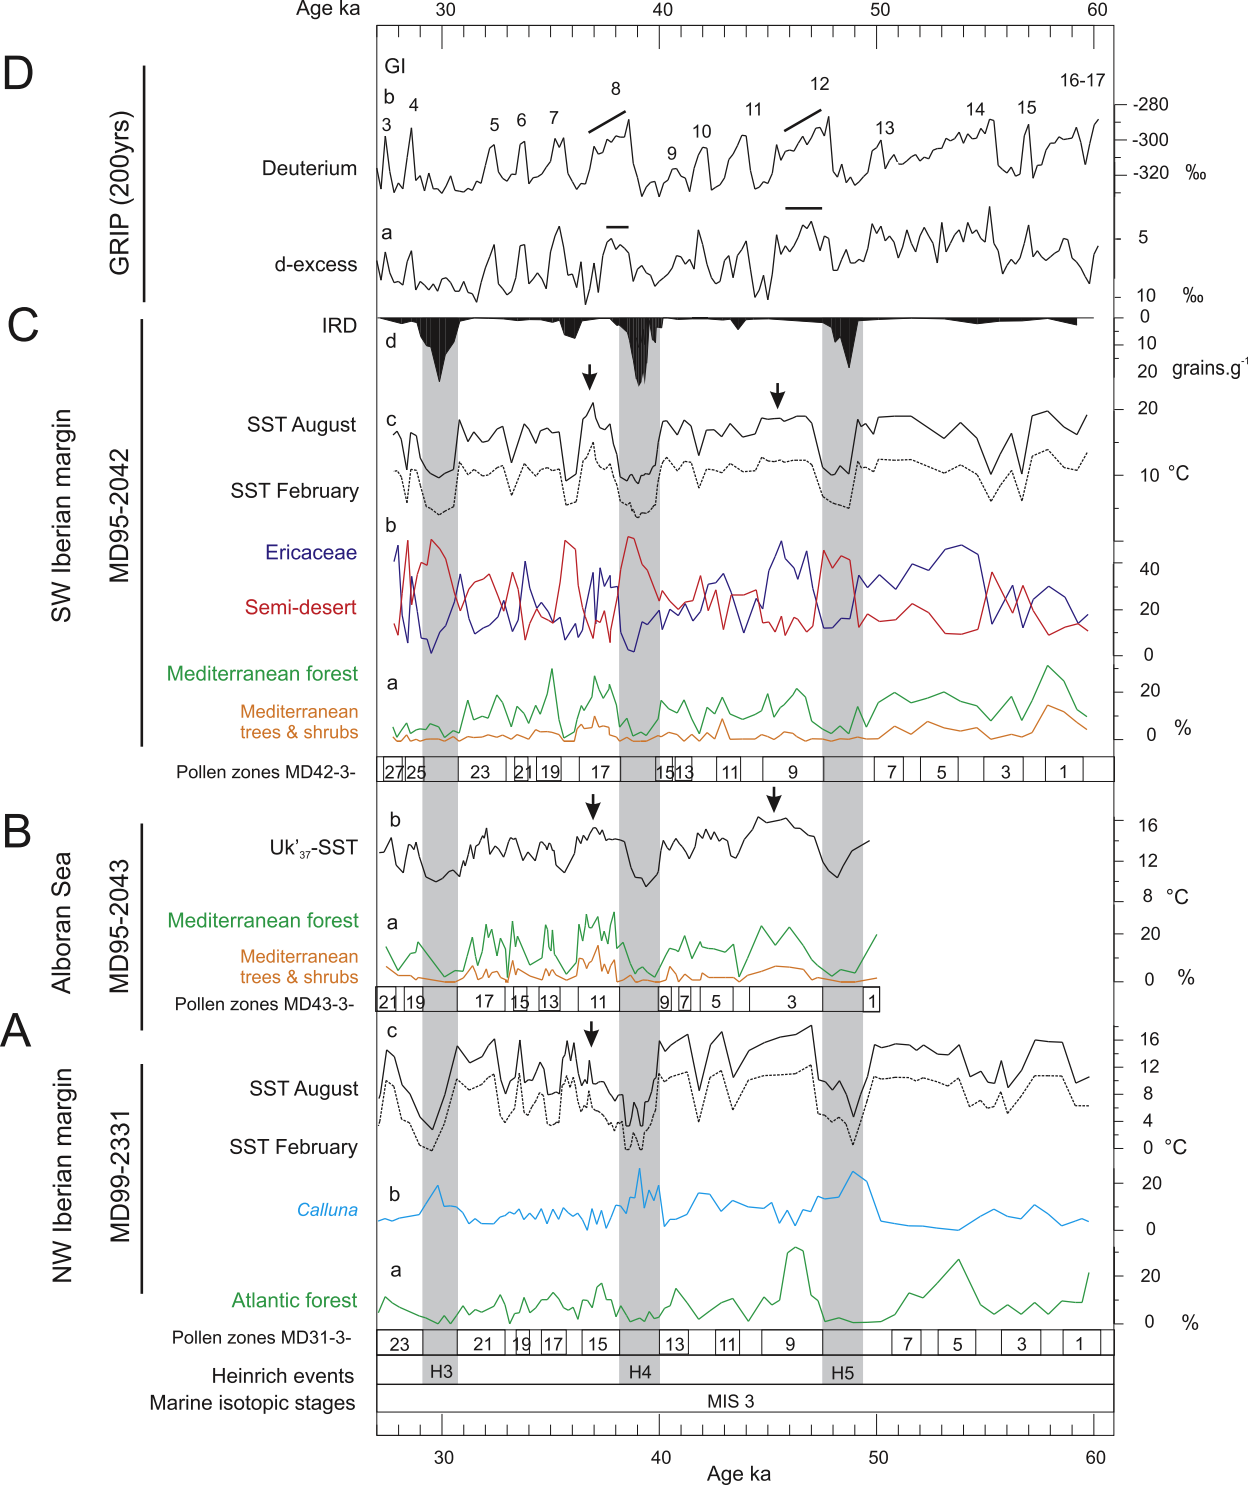 Age ka 30 40 50 60
D
GRIP (200yrs)
GI
b
3 4 5 6 7 8 9 10 11 12 13 14 15 16-17
Deuterium
-280
-300
-320 ‰
a
d-excess
5
10 ‰
C
SW Iberian margin
MD95-2042
IRD
d
0
10
20 grains.g-1
c
SST August
SST February
20
10 °C
b
Ericaceae
Semi-desert
40
20
0
Mediterranean forest
a
Mediterranean
trees & shrubs
20
0 %
Pollen zones MD42-3-
27 25 23 21 19 17 15 13 11 9 7 5 3 1
B
Alboran Sea
MD95-2043
b
Uk'37-SST
16
12
8 °C
Mediterranean forest
a
Mediterranean
trees & shrubs
20
0 %
Pollen zones MD43-3-
21 19 17 15 13 11 9 7 5 3 1
A
NW Iberian margin
MD99-2331
c
SST August
SST February
16
12
8
4
0 °C
b
Calluna
20
0
a
Atlantic forest
20
0 %
Pollen zones MD31-3-
23 21 19 17 15 13 11 9 7 5 3 1
Heinrich events H3 H4 H5
Marine isotopic stages MIS 3
30 40 50 60
Age ka